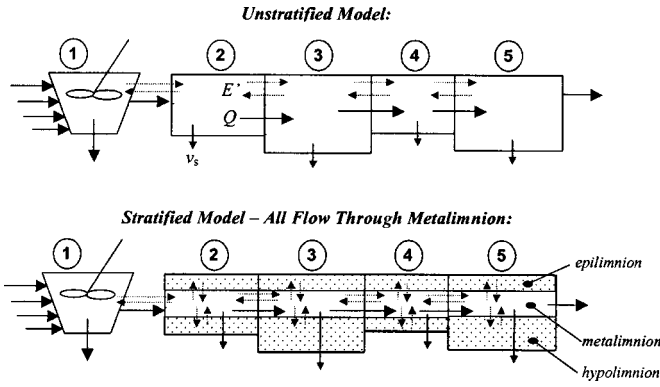 Unstratified Model:
1 2 3 4 5
E'
Q
vs
Stratified Model – All Flow Through Metalimnion:
1 2 3 4 5
epilimnion
metalimnion
hypolimnion